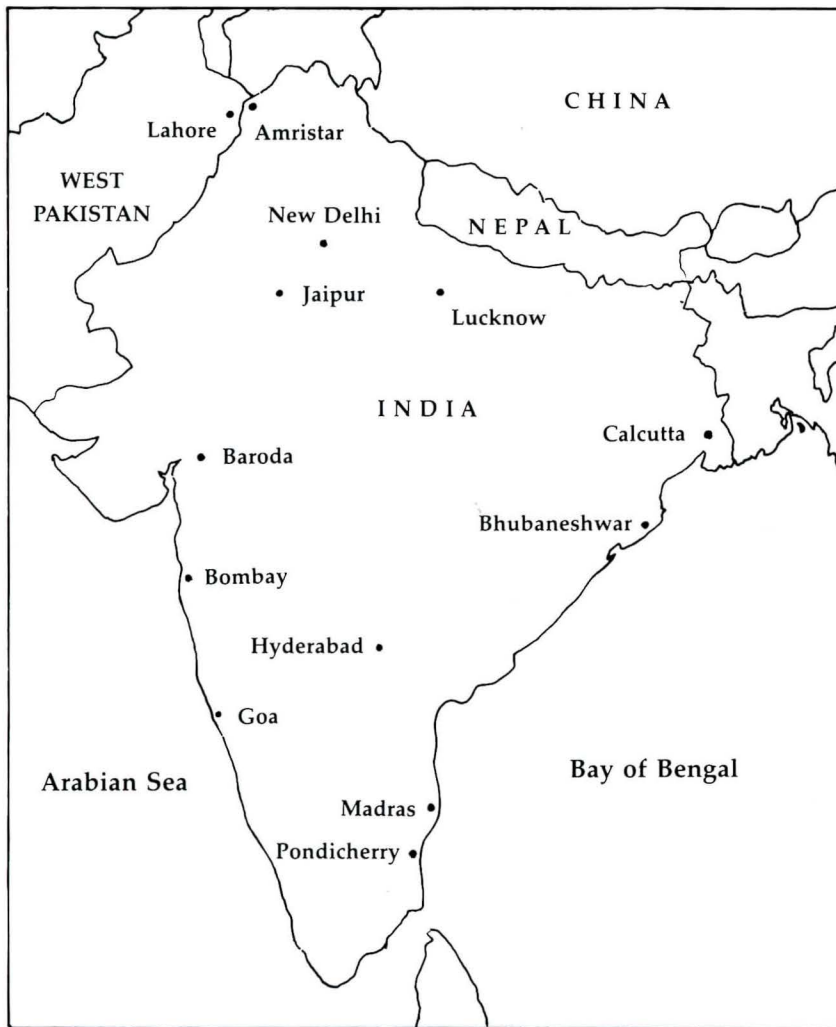 CHINA
Lahore
Amristar
WEST
PAKISTAN
New Delhi
NEPAL
Jaipur
Lucknow
INDIA
Calcutta
Baroda
Bhubaneshwar
Bombay
Hyderabad
Goa
Arabian Sea
Bay of Bengal
Madras
Pondicherry